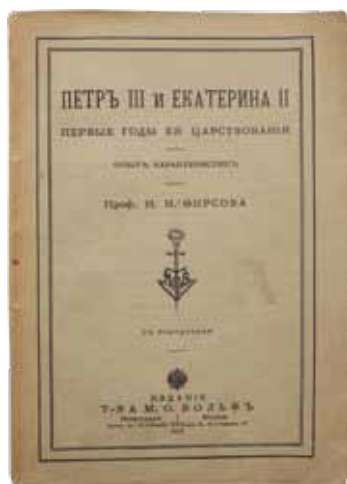 ПЕТРЪ III и ЕКАТЕРИНА II
ПЕРВЫЕ ГОДЫ ЕЯ ЦАРСТВОВАНІЯ
ОПЫТЪ ХАРАКТЕРИСТИКЪ
Проф. Н. Н. ФИРСОВА
ИЗДАНІЕ
Т-ВА М. О. ВОЛЬФЪ